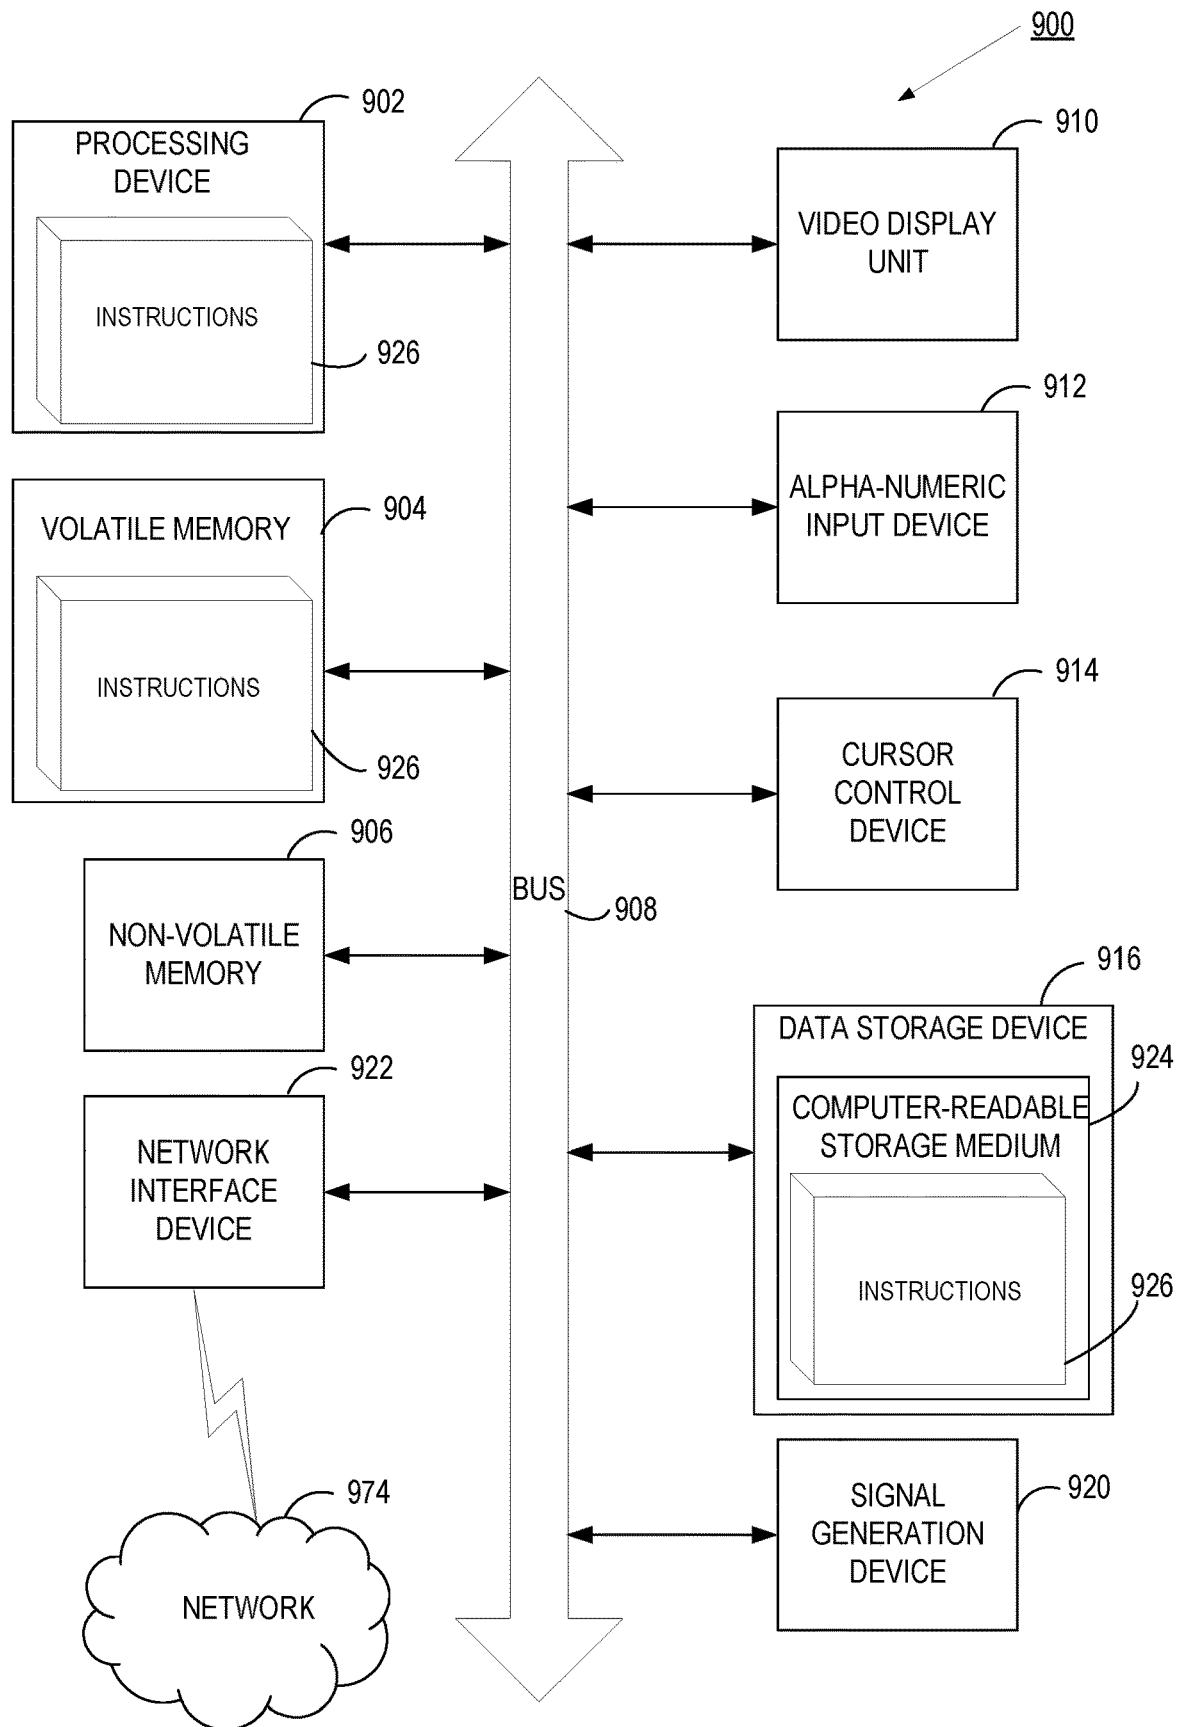 900
902
PROCESSING
DEVICE
INSTRUCTIONS
926
910
VIDEO DISPLAY
UNIT
912
ALPHA-NUMERIC
INPUT DEVICE
904
VOLATILE MEMORY
INSTRUCTIONS
926
914
CURSOR
CONTROL
DEVICE
906
NON-VOLATILE
MEMORY
BUS
908
916
DATA STORAGE DEVICE
924
COMPUTER-READABLE
STORAGE MEDIUM
INSTRUCTIONS
926
922
NETWORK
INTERFACE
DEVICE
974
NETWORK
920
SIGNAL
GENERATION
DEVICE